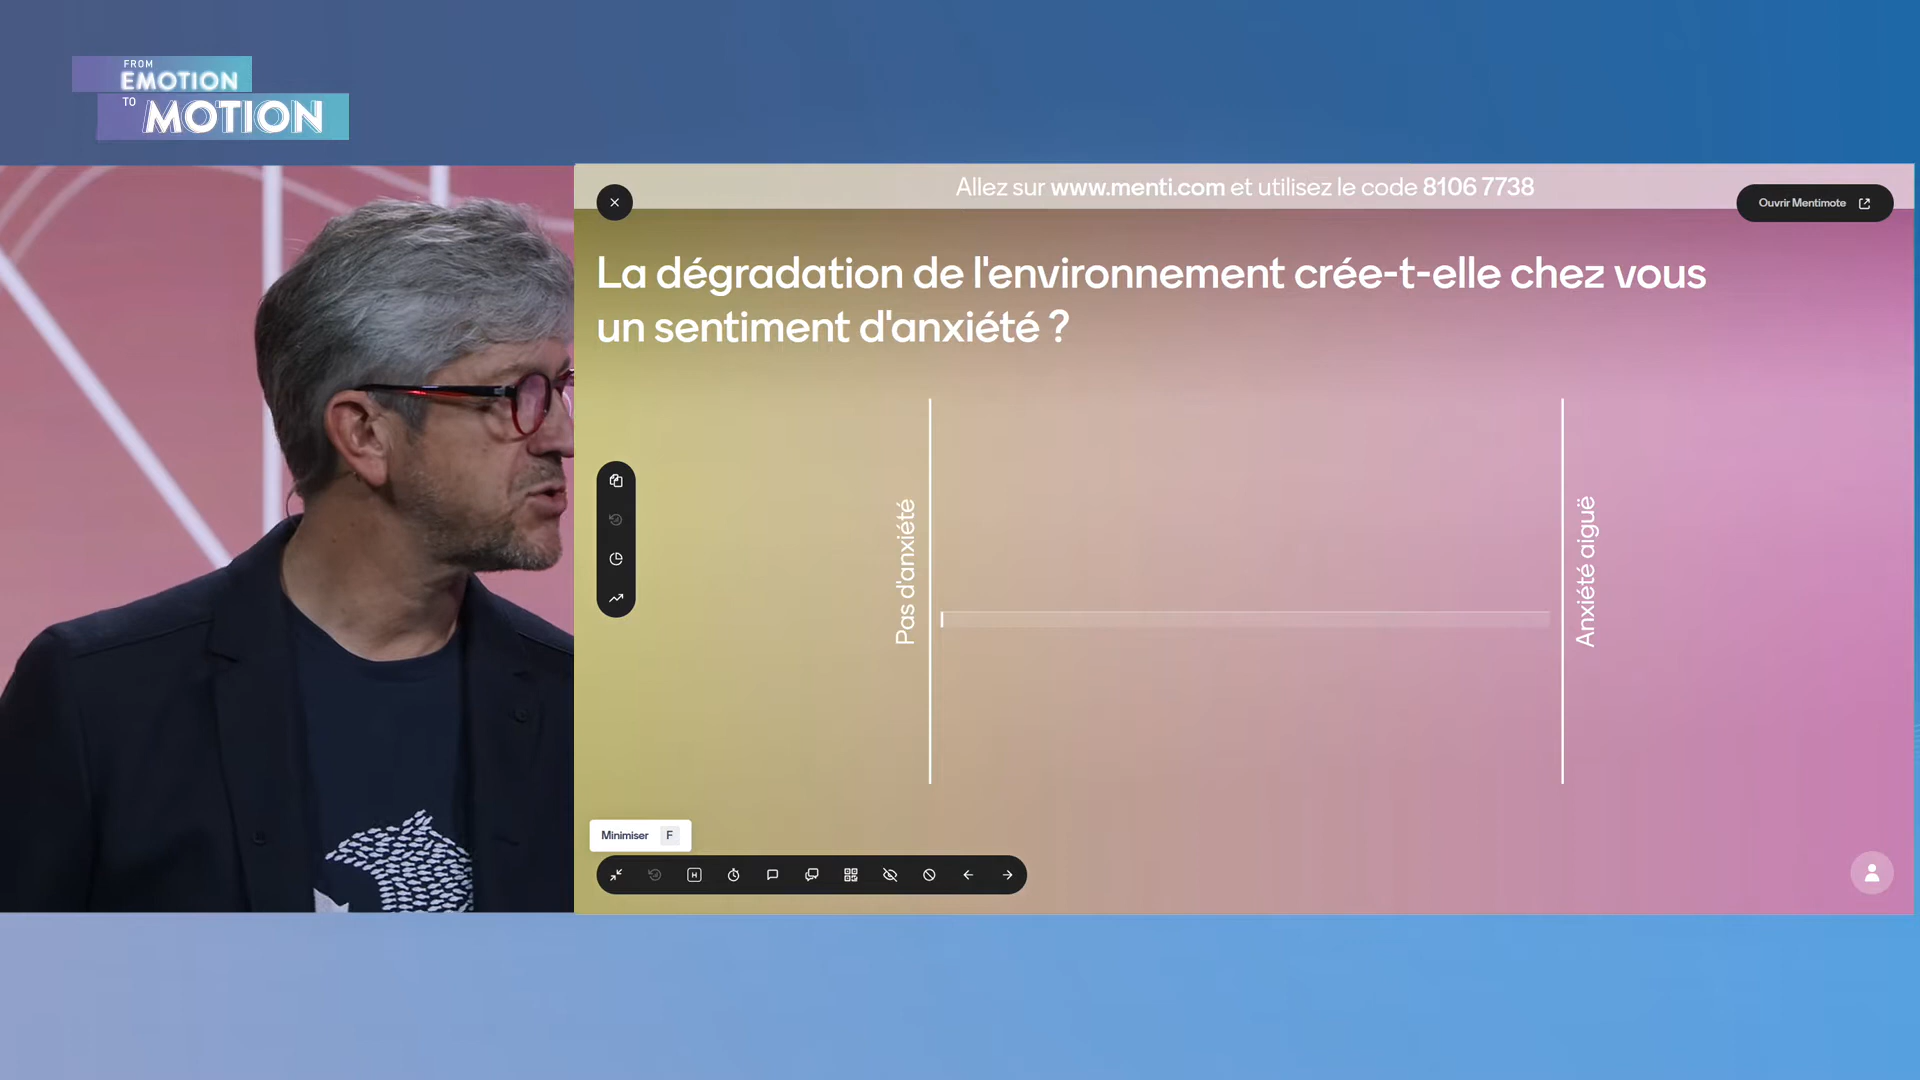 FROM
EMOTION
TO MOTION
Allez sur www.menti.com et utilisez le code 8106 7738
Ouvrir Mentimote
La dégradation de l'environnement crée-t-elle chez vous
un sentiment d'anxiété ?
Pas d'anxiété
Anxiété aiguë
Minimiser F
H